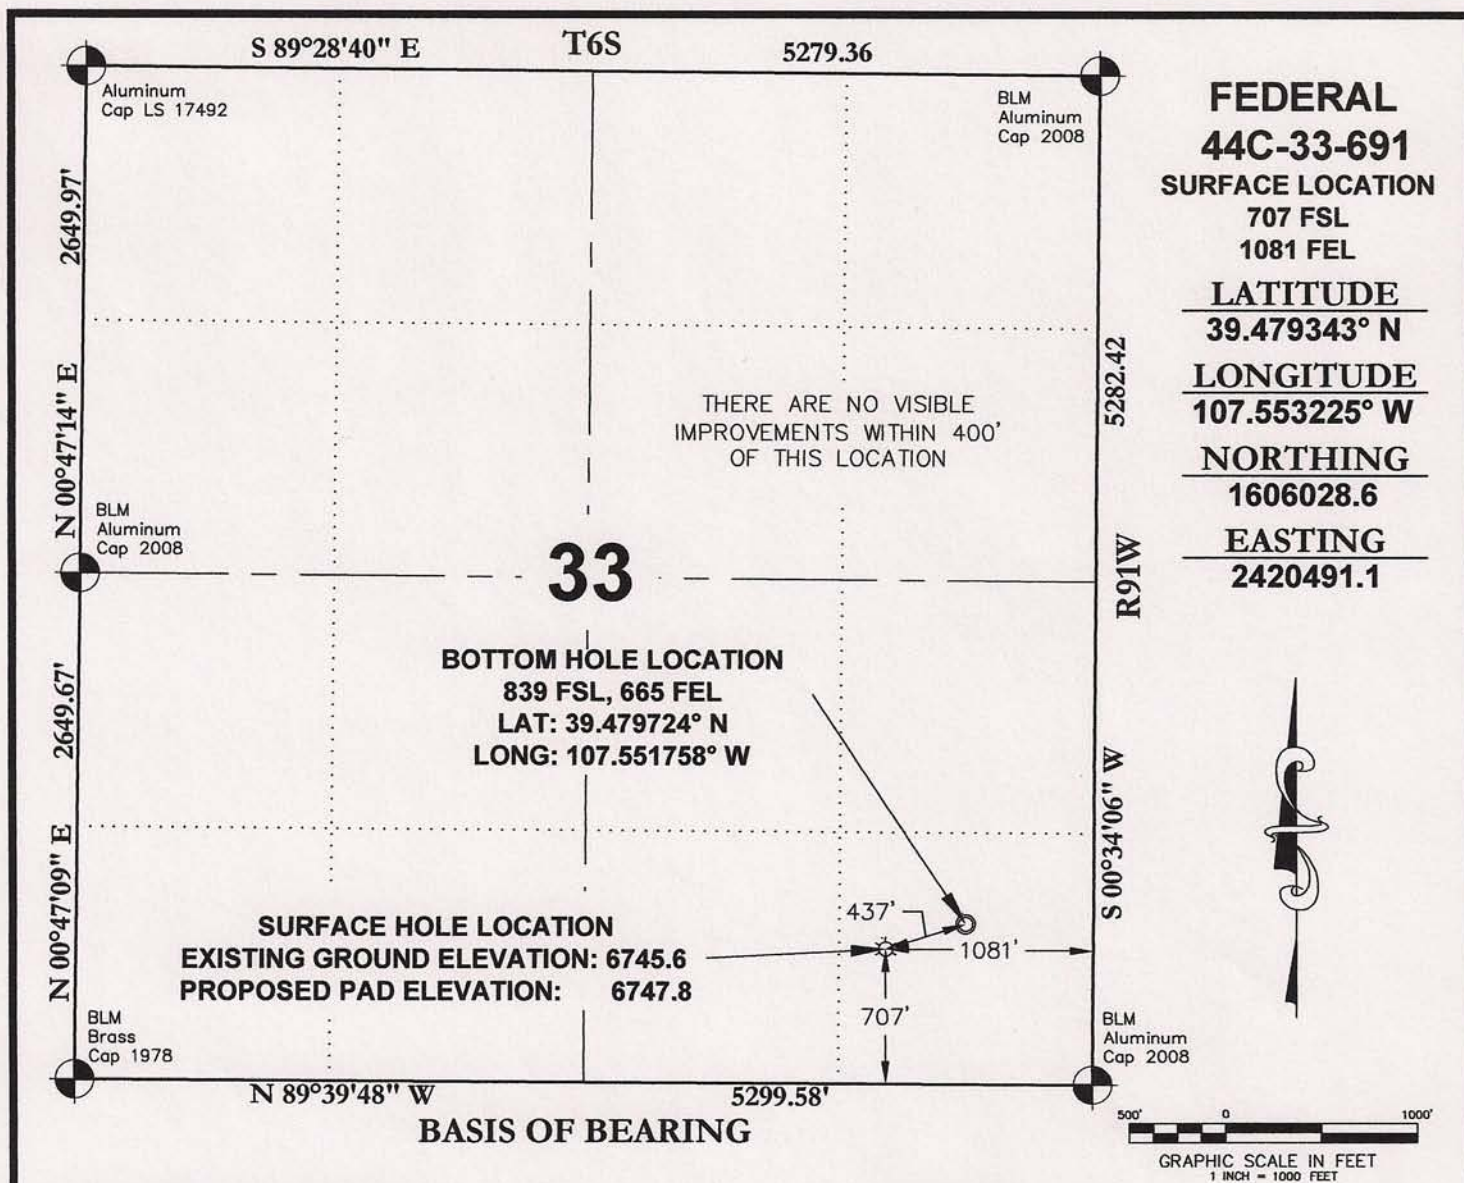 S 89°28'40" E
T6S
5279.36
Aluminum
Cap LS 17492
BLM
Aluminum
Cap 2008
FEDERAL
44C-33-691
SURFACE LOCATION
707 FSL
1081 FEL
LATITUDE
39.479343° N
LONGITUDE
107.553225° W
NORTHING
1606028.6
EASTING
2420491.1
2649.97'
N 00°47'14" E
5282.42
THERE ARE NO VISIBLE
IMPROVEMENTS WITHIN 400'
OF THIS LOCATION
BLM
Aluminum
Cap 2008
33
R91W
BOTTOM HOLE LOCATION
839 FSL, 665 FEL
LAT: 39.479724° N
LONG: 107.551758° W
2649.67'
N 00°47'09" E
S 00°34'06" W
SURFACE HOLE LOCATION
EXISTING GROUND ELEVATION: 6745.6
PROPOSED PAD ELEVATION: 6747.8
437'
1081'
707'
BLM
Brass
Cap 1978
BLM
Aluminum
Cap 2008
N 89°39'48" W
5299.58'
BASIS OF BEARING
500' 0 1000'
GRAPHIC SCALE IN FEET
1 INCH = 1000 FEET